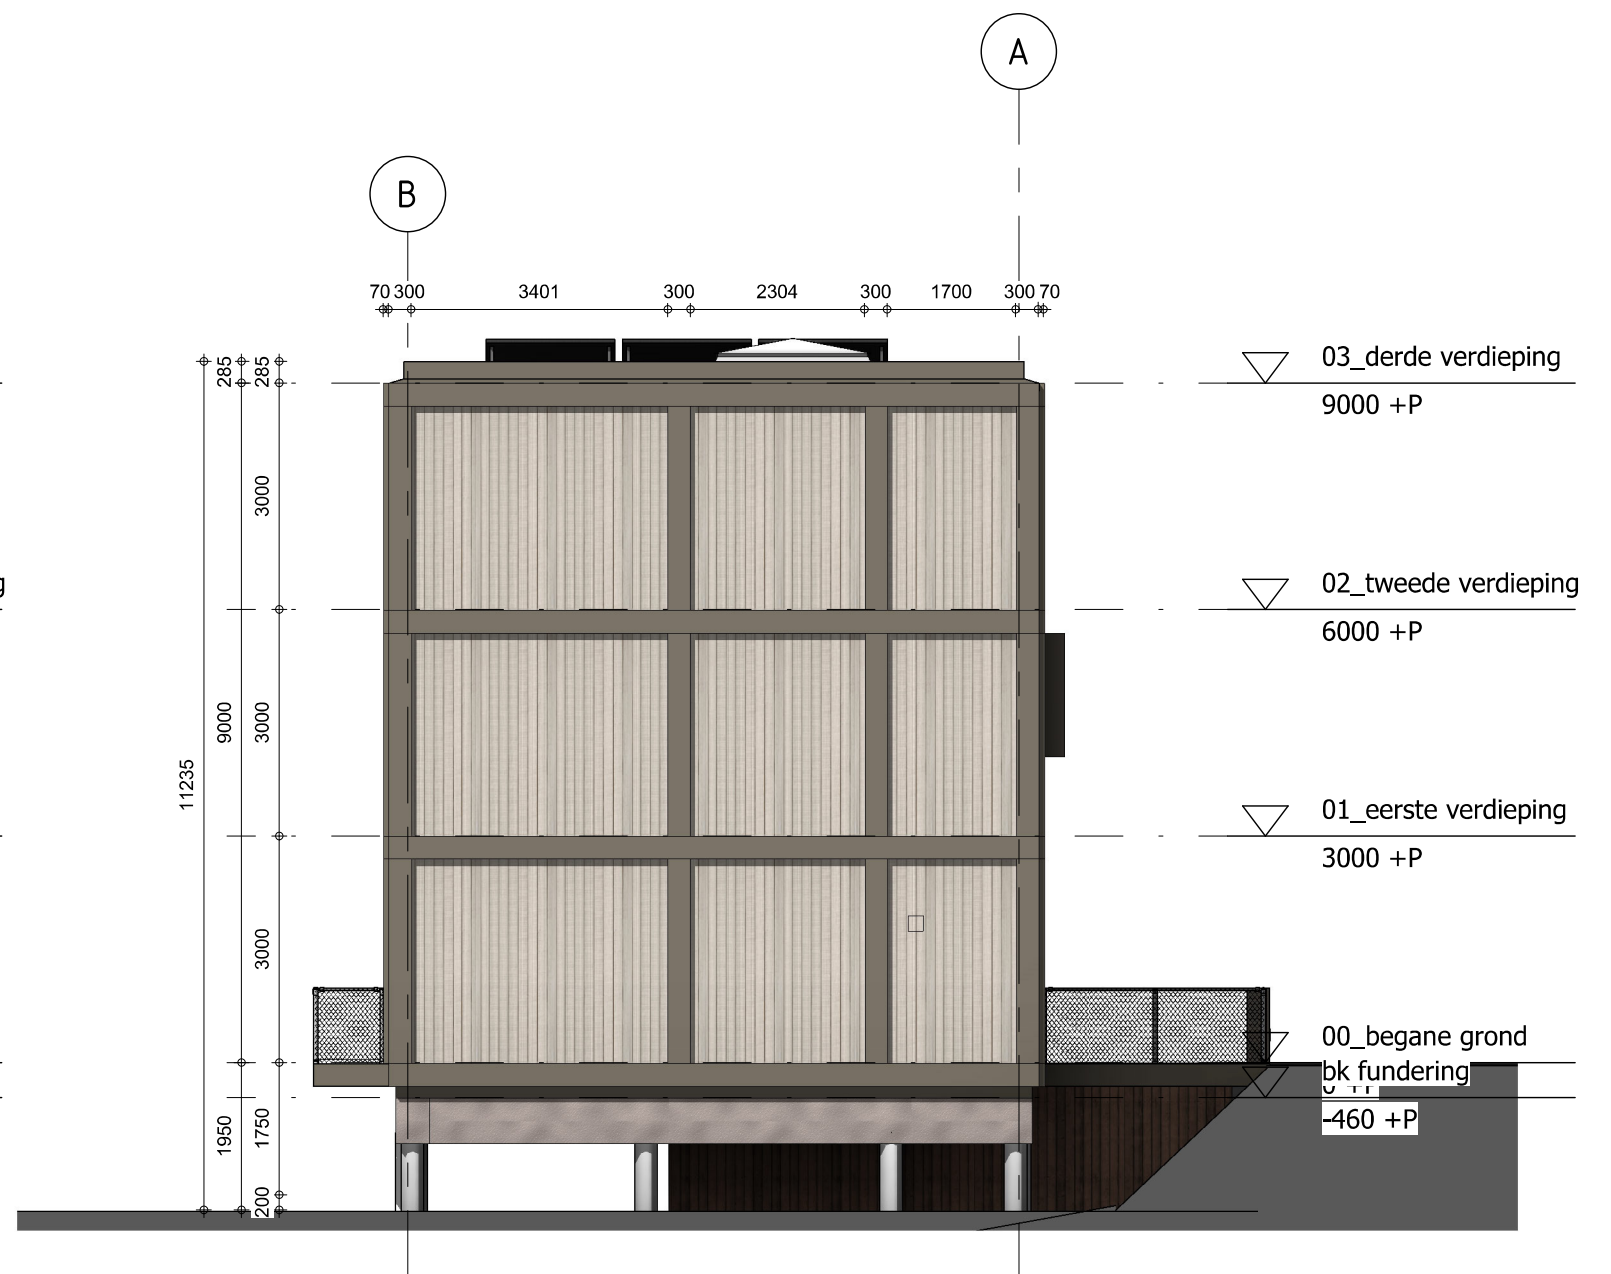 A
B
70 300 3401 300 2304 300 1700 300 70
285 285
03_derde verdieping
9000 +P
3000
g
02_tweede verdieping
6000 +P
9000 3000
11235
01_eerste verdieping
3000 +P
3000
00_begane grond
bk fundering
-460 +P
1950 1750
200